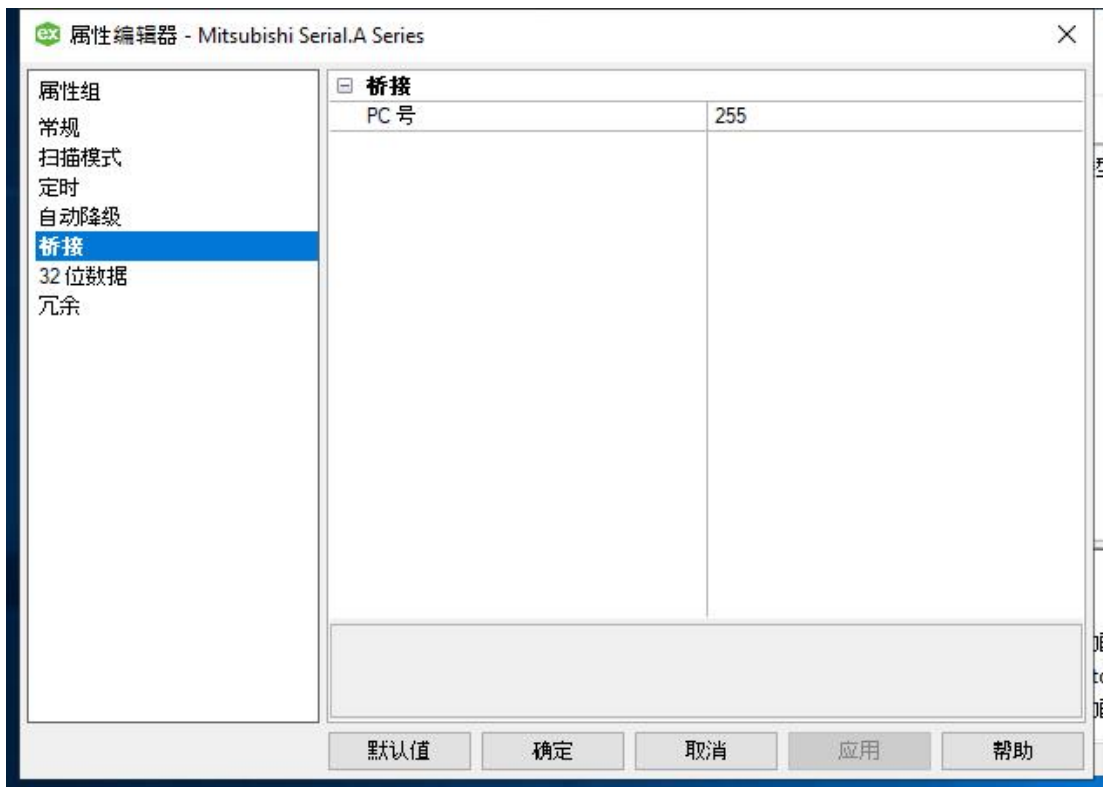 ex 属性编辑器 - Mitsubishi Serial.A Series
属性组
常规
扫描模式
定时
自动降级
桥接
32 位数据
冗余
桥接
PC 号 255
默认值 确定 取消 应用 帮助